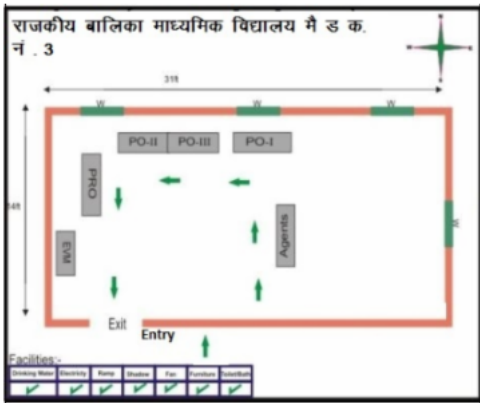 राजकीय बालिका माध्यमिक विद्यालय मै ड क.
नं . 3
31ft
W W W
PO-II PO-III PO-I
PRO
W
Agents
EVM
Exit
Entry
Facilities:-
Drinking Water Electricity Ramp Shadow Fan Furniture Toilet/Bath